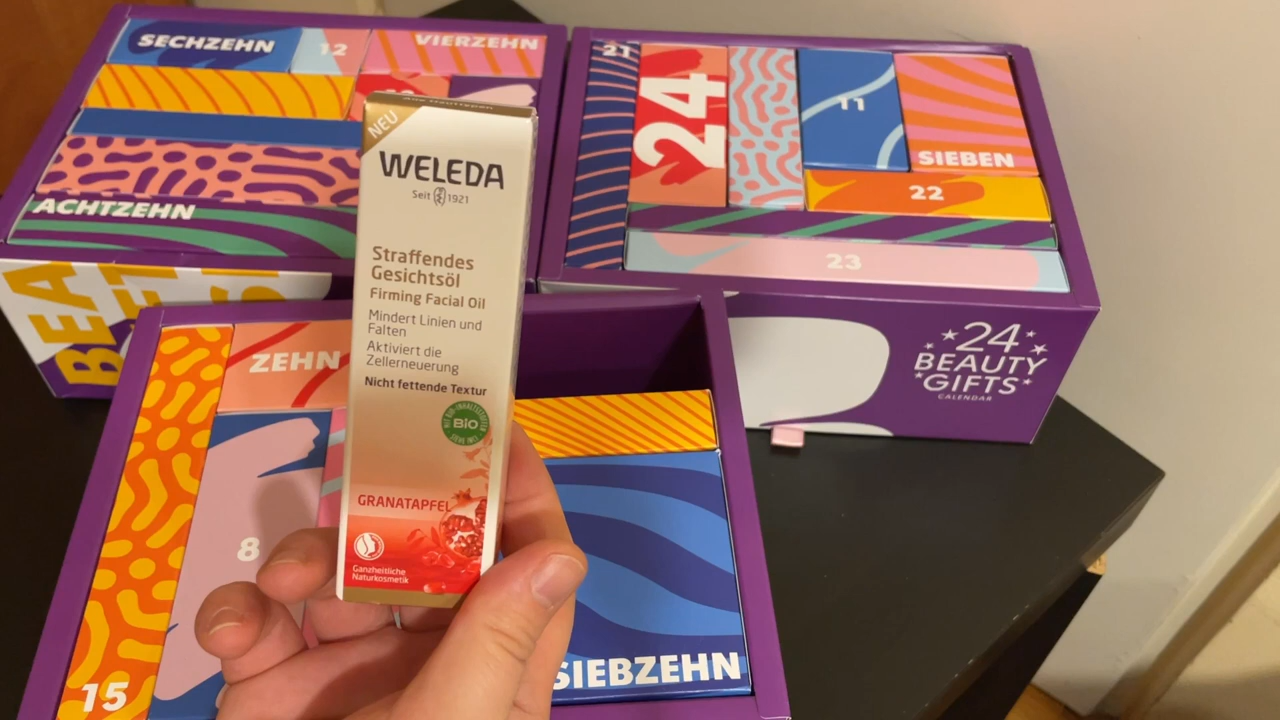 SECHZEHN
12
VIERZEHN
ACHTZEHN
21
24
11
SIEBEN
22
23
24
BEAUTY
GIFTS
CALENDAR
NEU
WELEDA
Seit 1921
Straffendes
Gesichtsöl
Firming Facial Oil
Mindert Linien und
Falten
Aktiviert die
Zellerneuerung
Nicht fettende Textur
BIO
GRANATAPFEL
Ganzheitliche
Naturkosmetik
ZEHN
8
15
SIEBZEHN